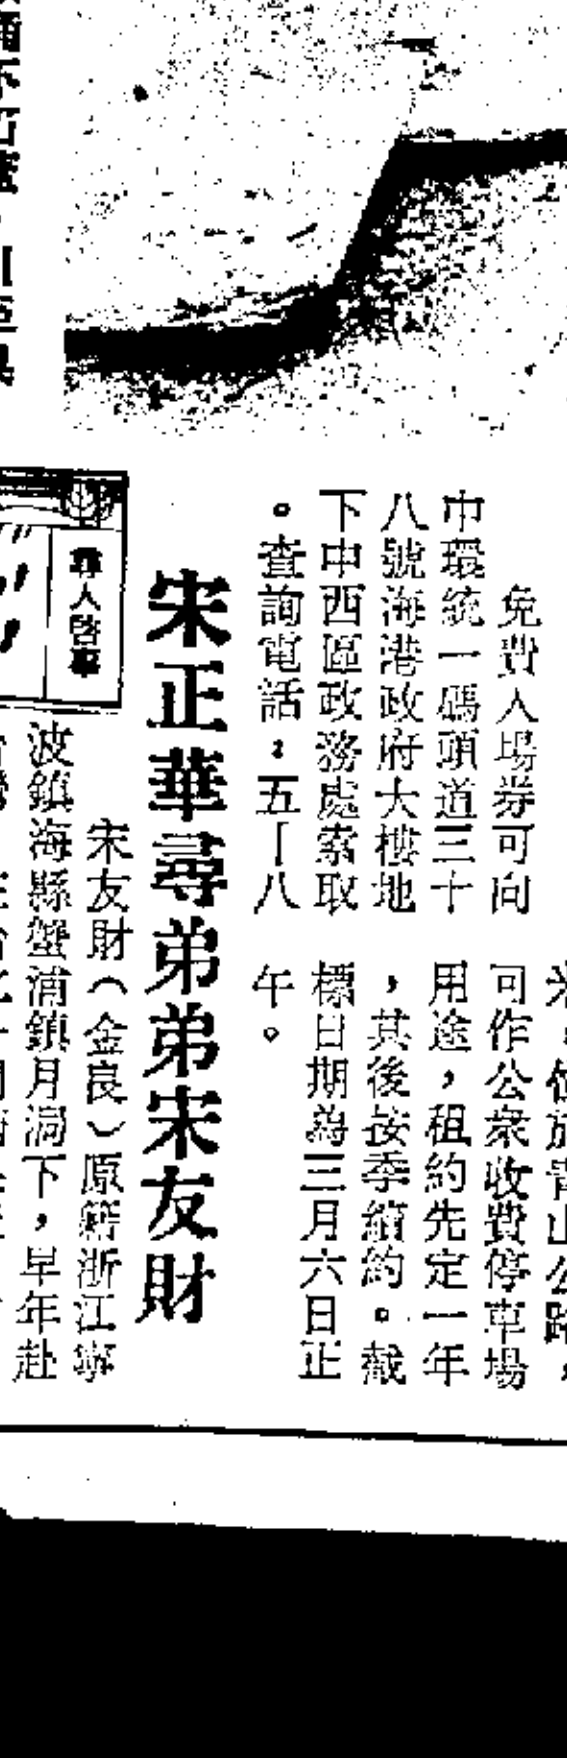 免費入場券可向
中環統一碼頭道三十
八號海港政府大樓地
下中西區政務處索取
。查詢電話：五－八
可作公衆收費停車場
用途，租約先定一年
，其後按季續約。截
標日期為三月六日正
午。
尋人啓事
宋正華尋弟弟宋友財
宋友財（金良）原籍浙江寧
波鎮海縣蟹浦鎮月洞下，早年赴